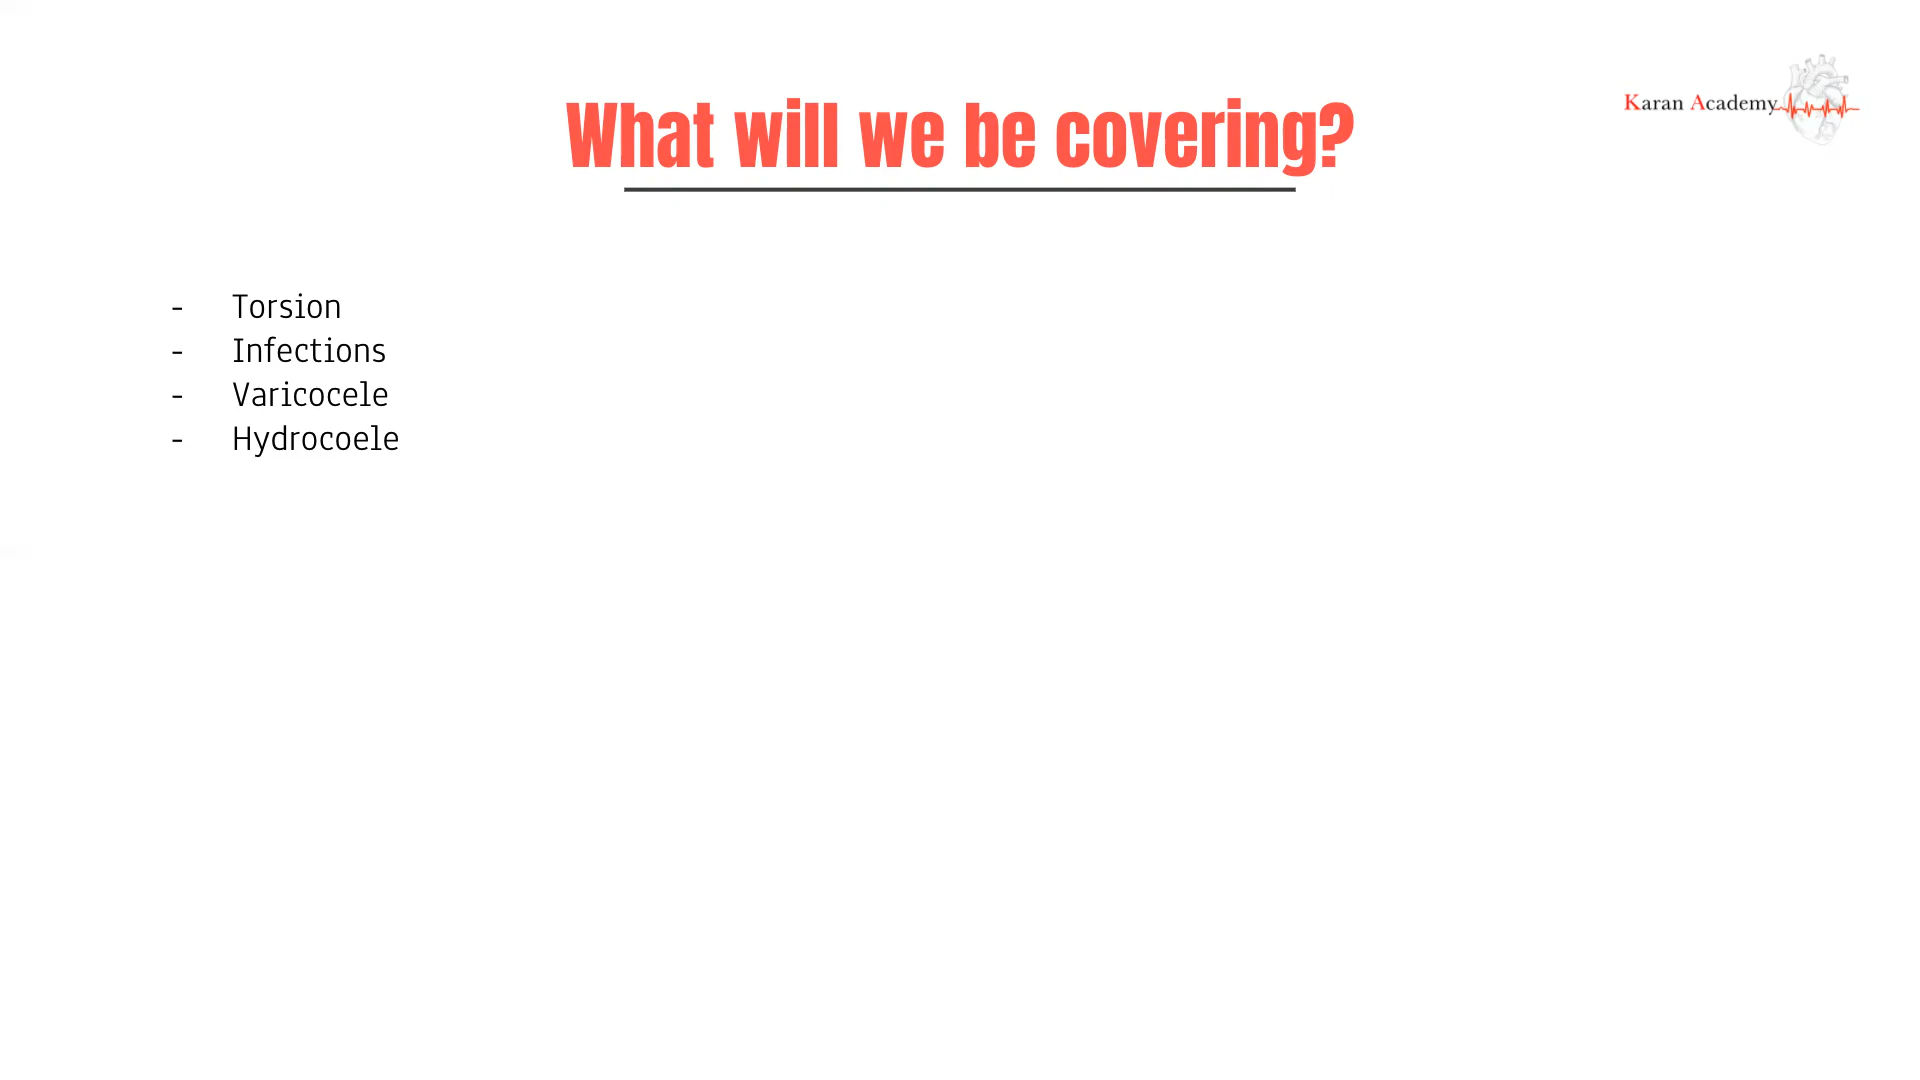 What will we be covering?
Karan Academy
- Torsion
- Infections
- Varicocele
- Hydrocoele